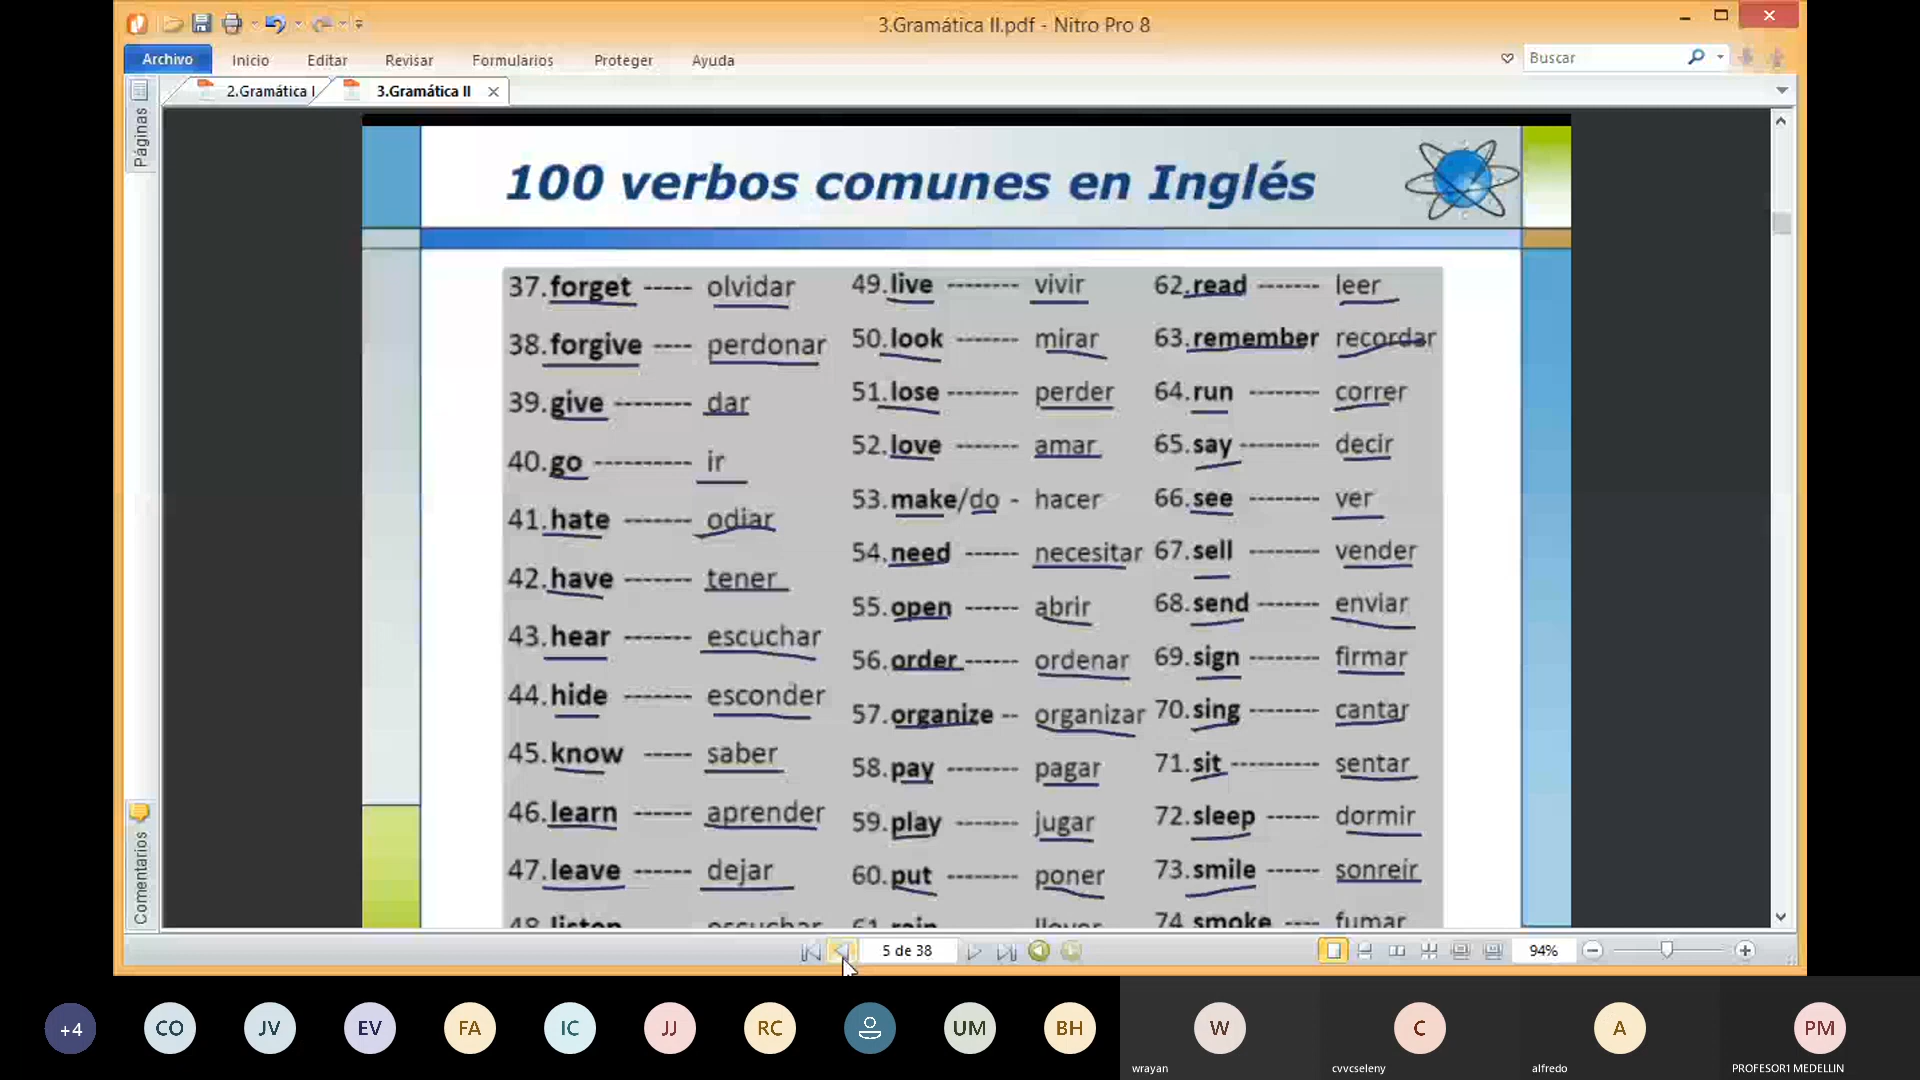 3.Gramática II.pdf - Nitro Pro 8
Archivo Inicio Editar Revisar Formularios Proteger Ayuda
Buscar
2.Gramática I
3.Gramática II
Páginas
Comentarios
100 verbos comunes en Inglés
37.forget ----- olvidar
38.forgive ---- perdonar
39.give -------- dar
40.go ---------- ir
41.hate ------- odiar
42.have ------- tener
43.hear ------- escuchar
44.hide ------- esconder
45.know ----- saber
46.learn ------ aprender
47.leave ------ dejar
48.listen escuchar
49.live -------- vivir
50.look ------- mirar
51.lose -------- perder
52.love ------- amar
53.make/do - hacer
54.need ------ necesitar
55.open ------ abrir
56.order ------ ordenar
57.organize -- organizar
58.pay -------- pagar
59.play ------- jugar
60.put -------- poner
61.rain llover
62.read ------- leer
63.remember recordar
64.run -------- correr
65.say --------- decir
66.see -------- ver
67.sell -------- vender
68.send ------- enviar
69.sign -------- firmar
70.sing -------- cantar
71.sit ---------- sentar
72.sleep ------ dormir
73.smile ------ sonreír
74.smoke ---- fumar
5 de 38
94%
+4 CO JV EV FA IC JJ RC UM BH W C A PM
wrayan cvvcseleny alfredo PROFESOR1 MEDELLIN